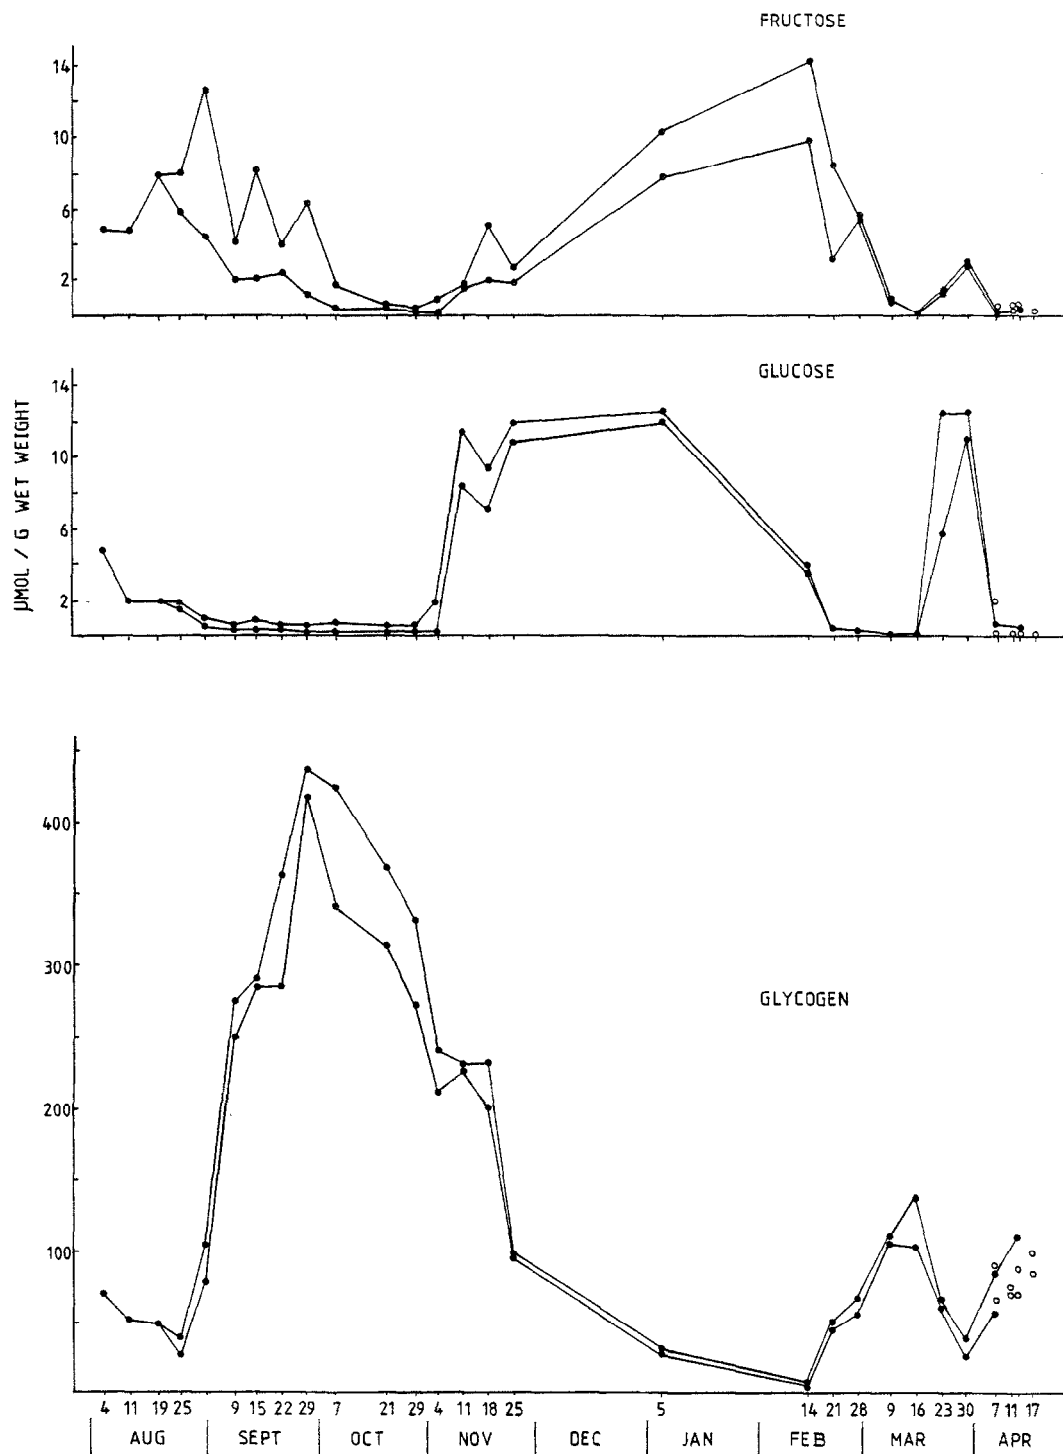 FRUCTOSE
14
10
6
2
GLUCOSE
14
10
6
2
µMOL / G WET WEIGHT
GLYCOGEN
400
300
200
100
4 11 19 25 9 15 22 29 7 21 29 4 11 18 25 5 14 21 28 9 16 23 30 7 11 17
AUG SEPT OCT NOV DEC JAN FEB MAR APR